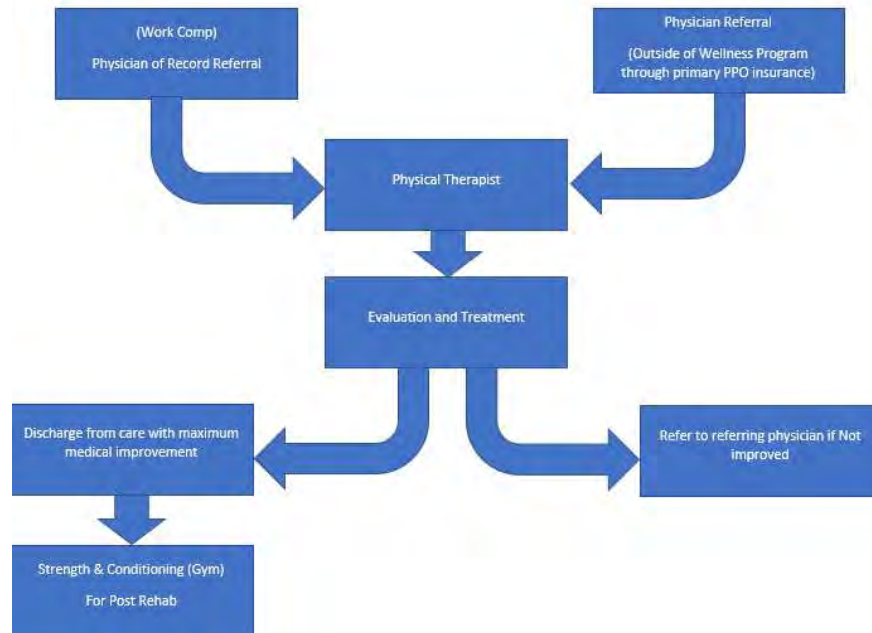 (Work Comp)
Physician of Record Referral
Physician Referral
(Outside of Wellness Program
through primary PPO insurance)
Physical Therapist
Evaluation and Treatment
Discharge from care with maximum
medical improvement
Refer to referring physician if Not
improved
Strength & Conditioning (Gym)
For Post Rehab